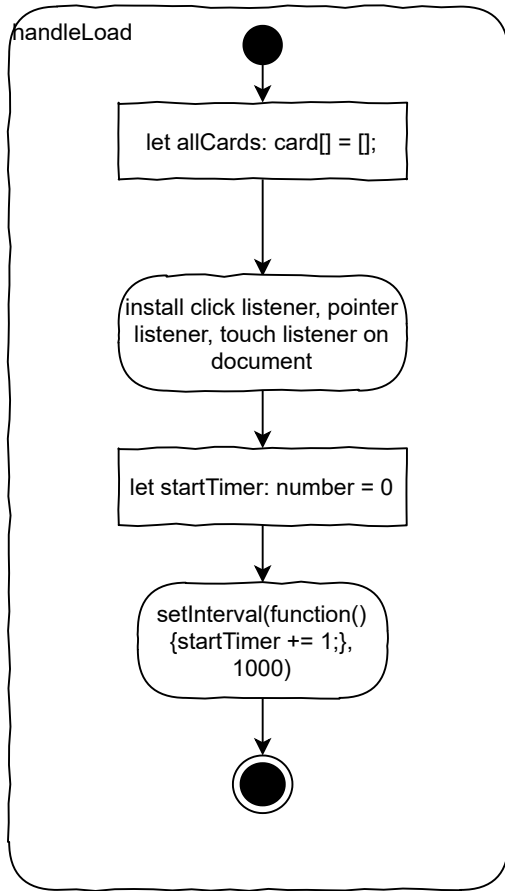 handleLoad
let allCards: card[] = [];
install click listener, pointer
listener, touch listener on
document
let startTimer: number = 0
setInterval(function()
{startTimer += 1;},
1000)